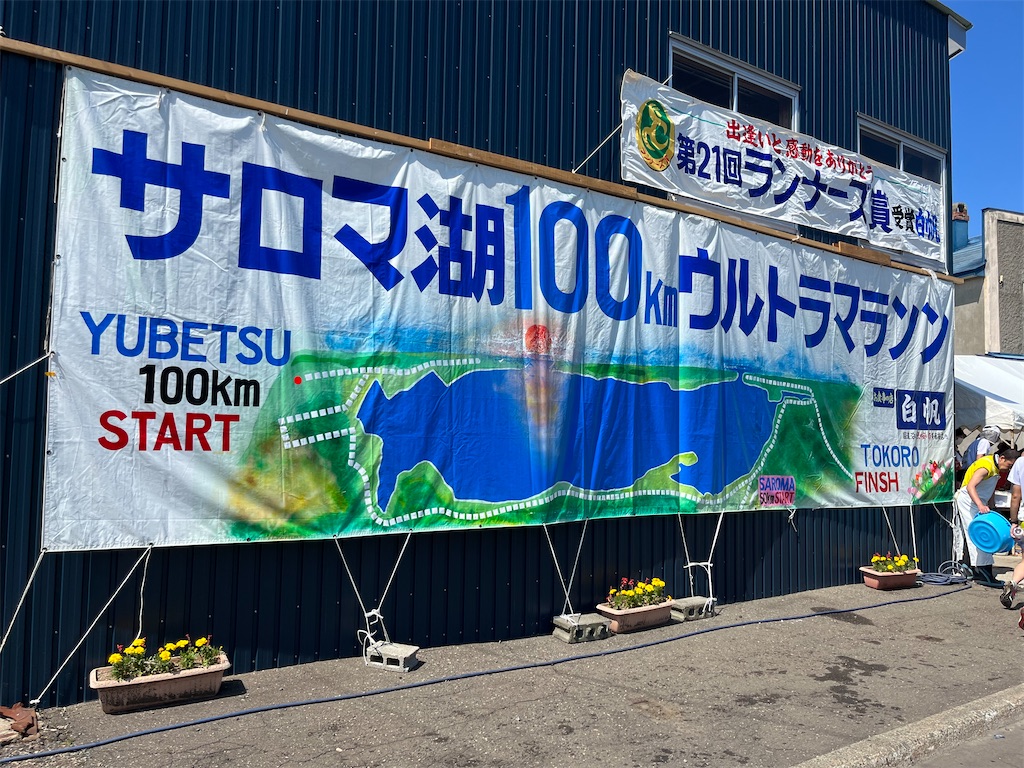 出逢いと感動をありがとう
第21回ランナーズ賞受賞
サロマ湖100kmウルトラマラソン
YUBETSU
100km
START
白帆
TOKORO
FINSH
SAROMA
50km START